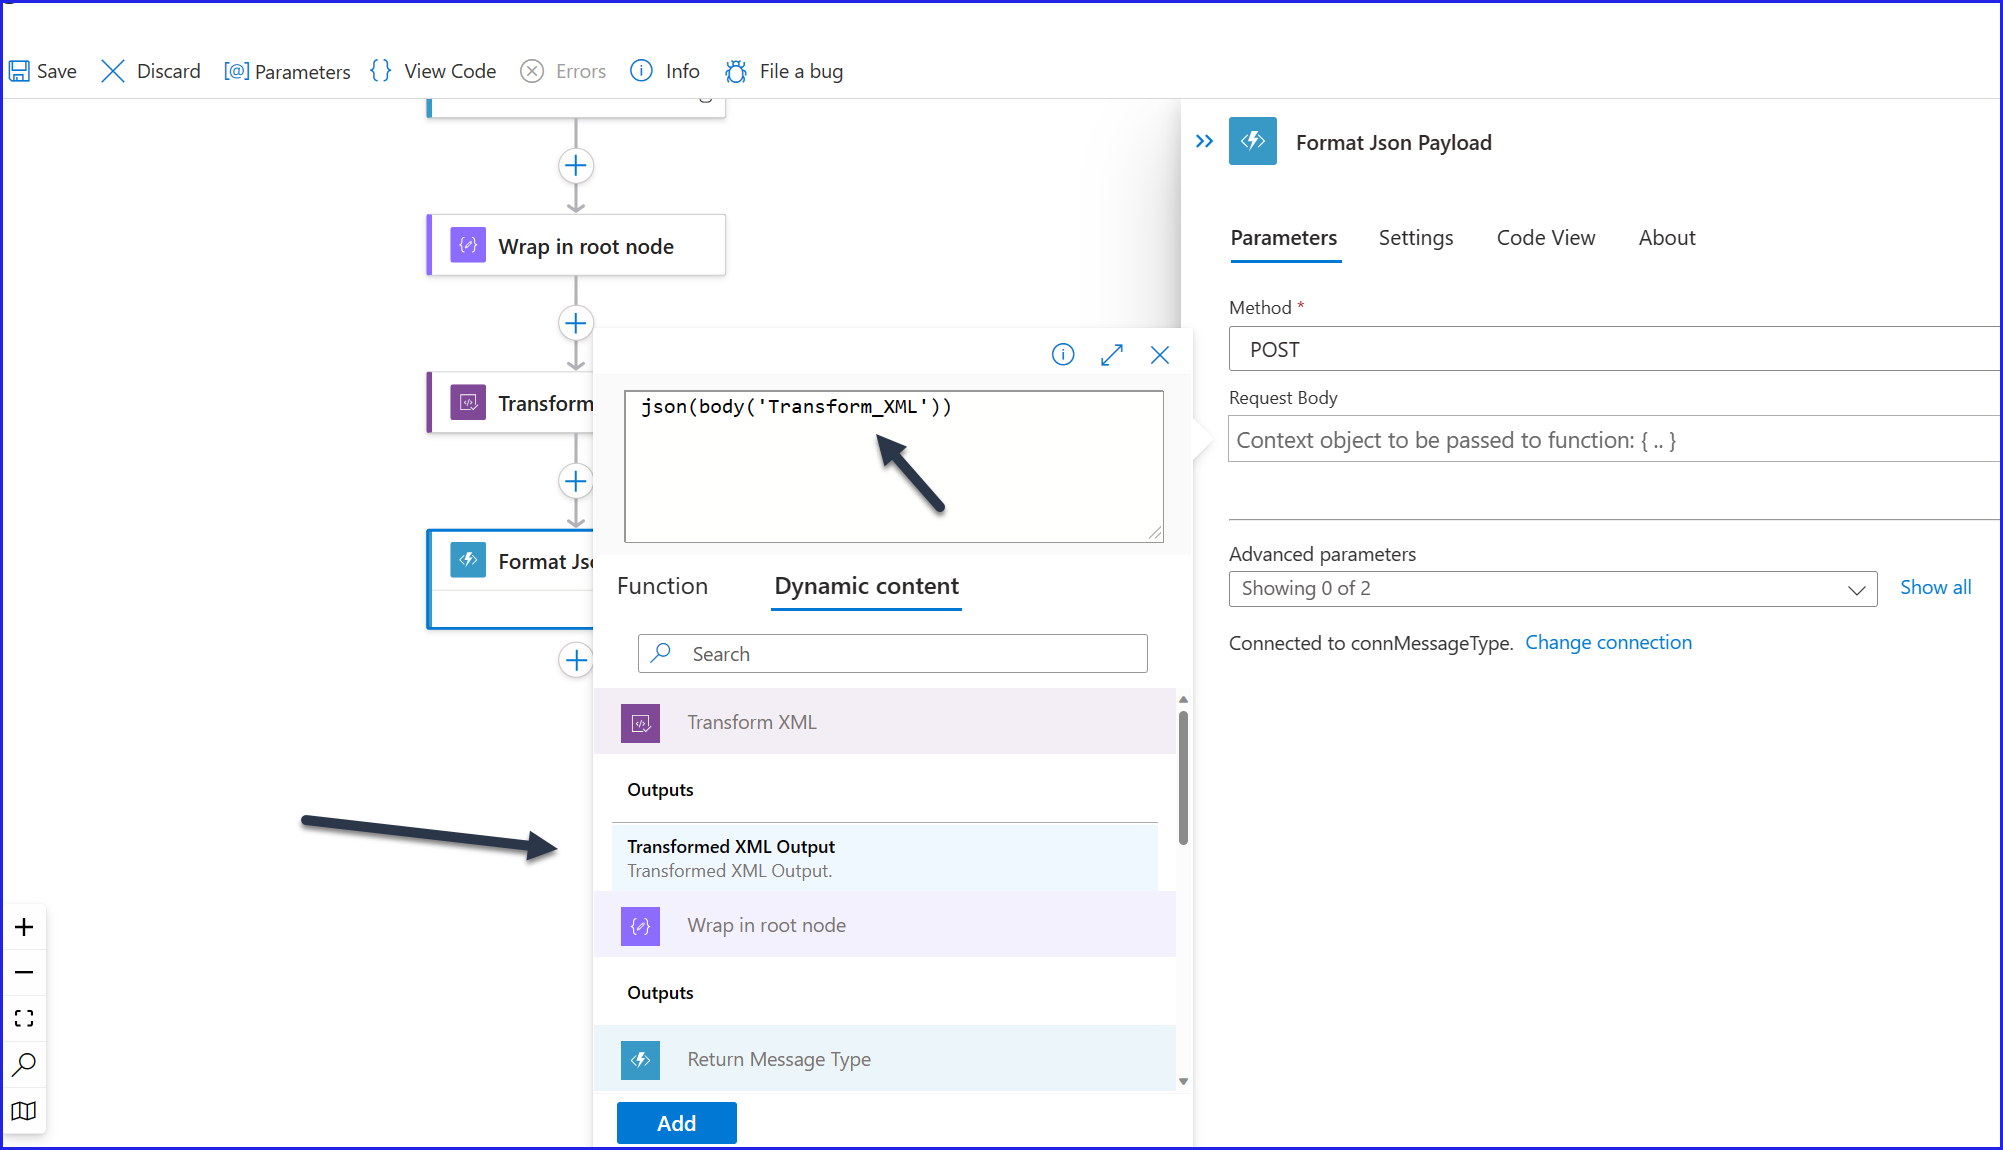 Save Discard [@] Parameters {} View Code Errors Info File a bug
Wrap in root node
Transform
Format Jso
json(body('Transform_XML'))
Function Dynamic content
Search
Transform XML
Outputs
Transformed XML Output
Transformed XML Output.
Wrap in root node
Outputs
Return Message Type
Add
Format Json Payload
Parameters Settings Code View About
Method *
POST
Request Body
Context object to be passed to function: { .. }
Advanced parameters
Showing 0 of 2 Show all
Connected to connMessageType. Change connection